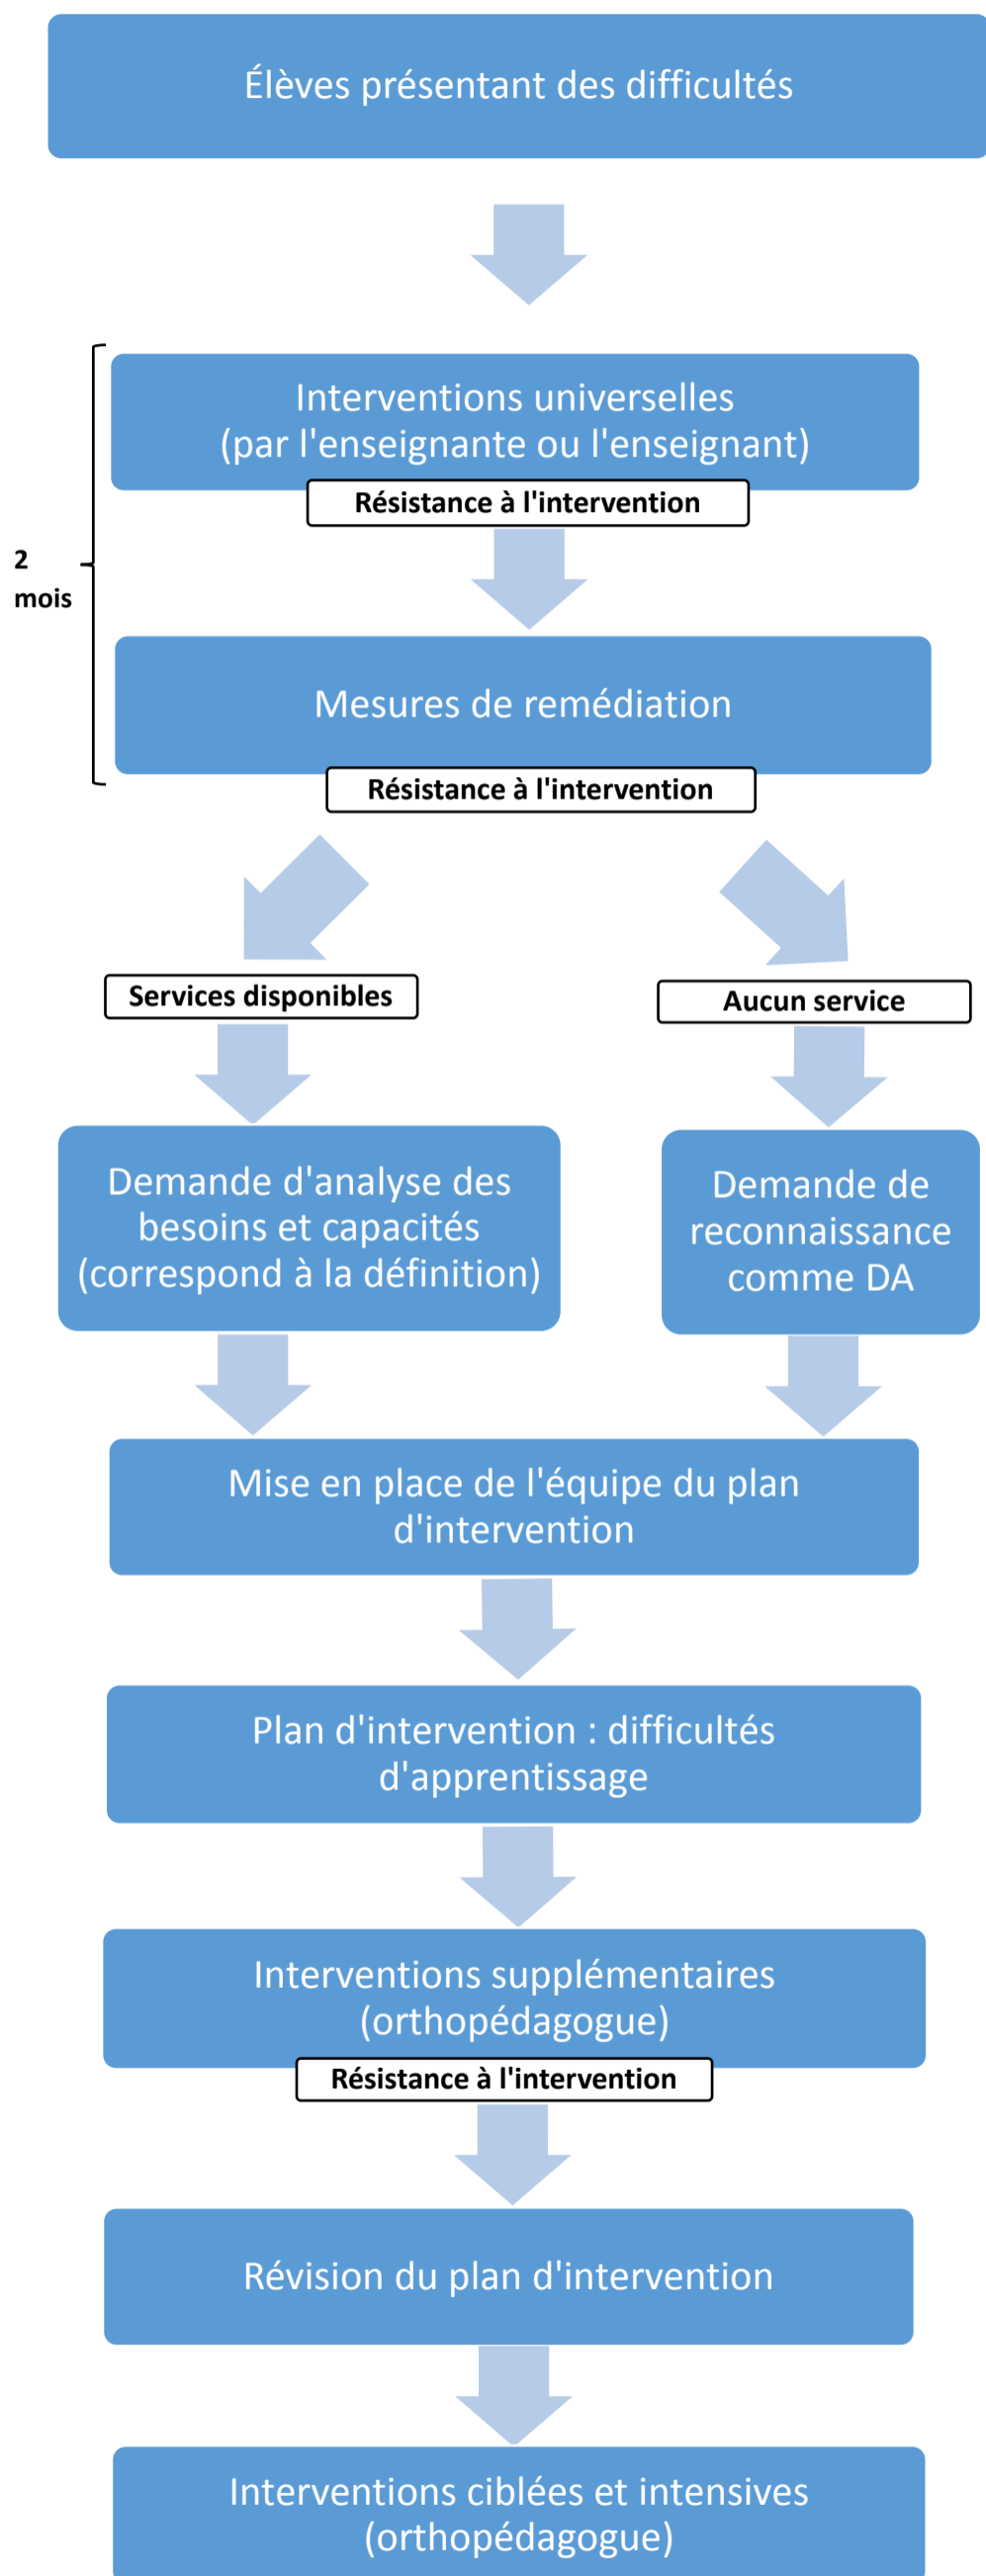 Élèves présentant des difficultés
Interventions universelles
(par l'enseignante ou l'enseignant)
Résistance à l'intervention
2
mois
Mesures de remédiation
Résistance à l'intervention
Services disponibles
Aucun service
Demande d'analyse des
besoins et capacités
(correspond à la définition)
Demande de
reconnaissance
comme DA
Mise en place de l'équipe du plan
d'intervention
Plan d'intervention : difficultés
d'apprentissage
Interventions supplémentaires
(orthopédagogue)
Résistance à l'intervention
Révision du plan d'intervention
Interventions ciblées et intensives
(orthopédagogue)